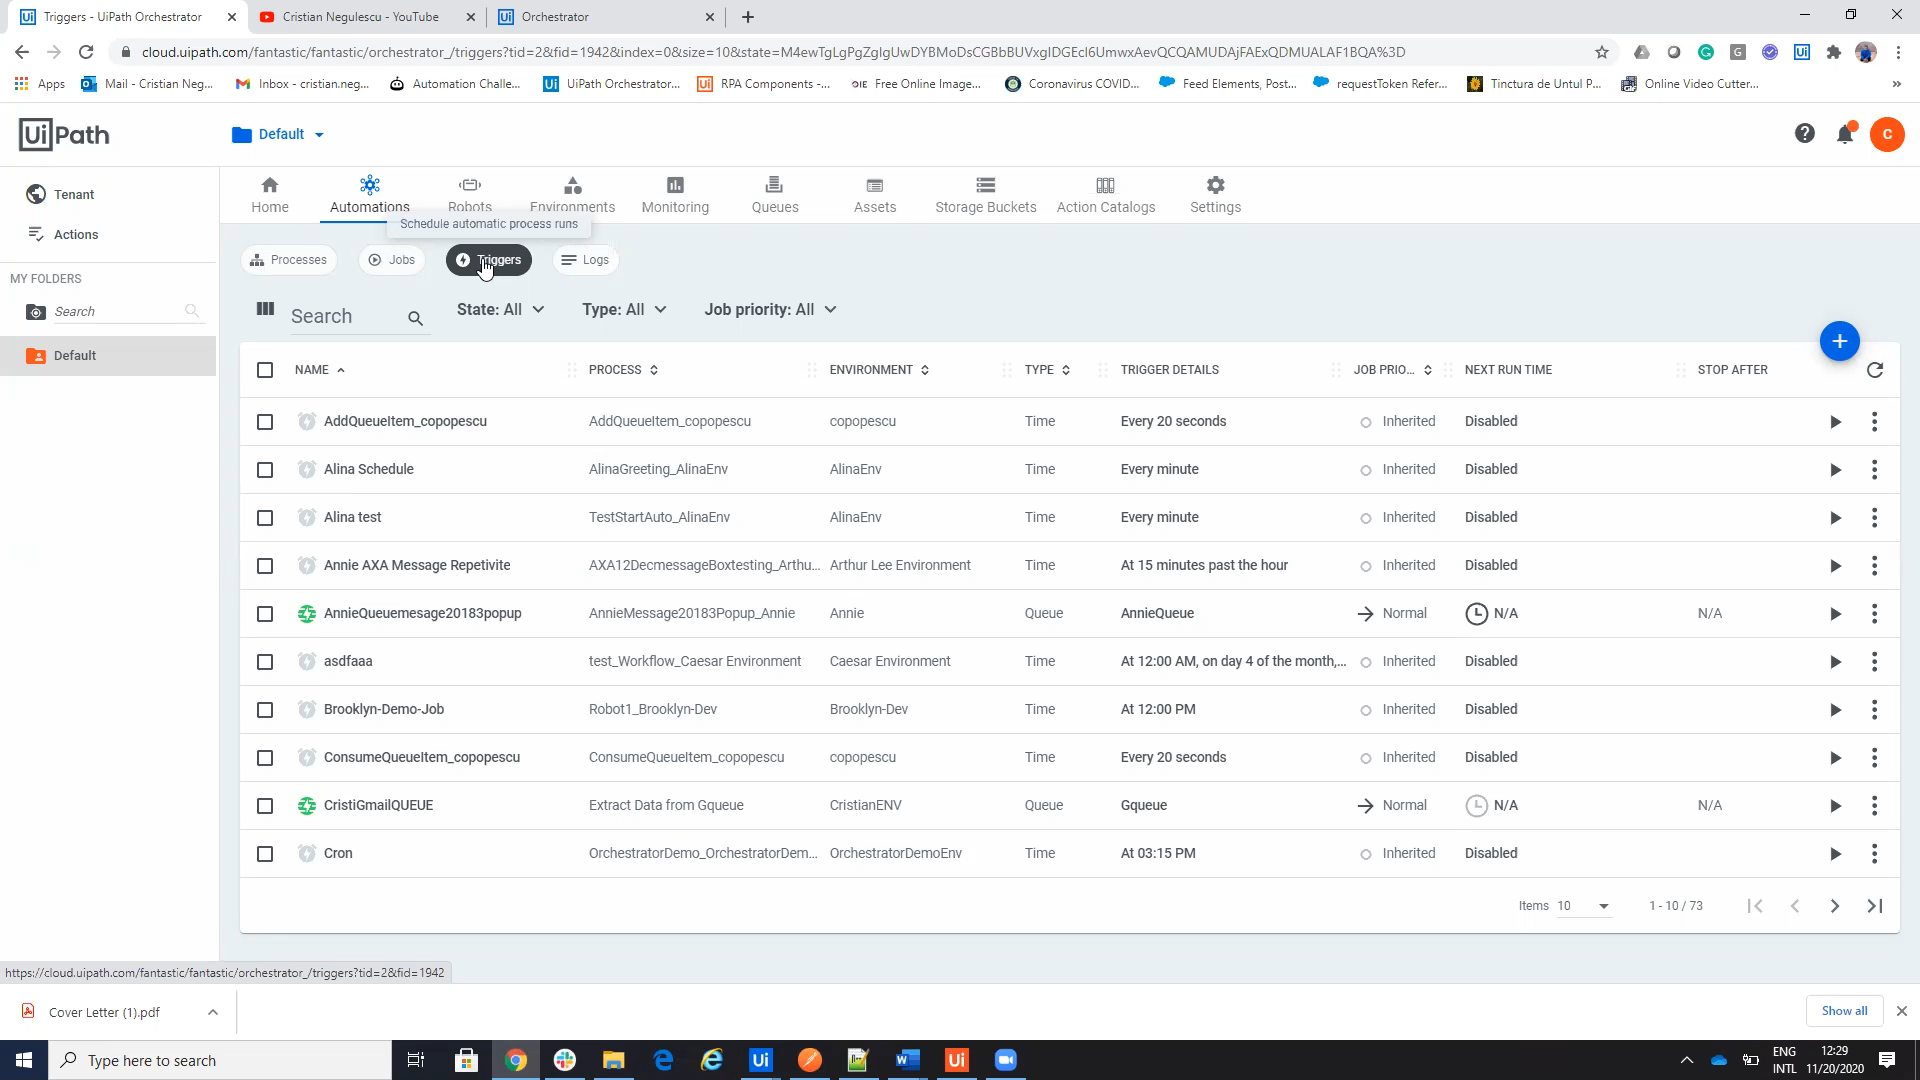 Triggers - UiPath Orchestrator
Cristian Negulescu - YouTube
Orchestrator
cloud.uipath.com/fantastic/fantastic/orchestrator_/triggers?tid=2&fid=1942&index=0&size=10&state=
Apps
Mail - Cristian Neg...
Inbox - cristian.neg...
Automation Challe...
UiPath Orchestrator...
RPA Components -...
Free Online Image...
Coronavirus COVID...
Feed Elements, Post...
requestToken Refer...
Tinctura de Untul P...
Online Video Cutter...
UiPath
Default
C
Tenant
Actions
MY FOLDERS
Search
Default
Home
Automations
Robots
Environments
Monitoring
Queues
Assets
Storage Buckets
Action Catalogs
Settings
Schedule automatic process runs
Processes
Jobs
Triggers
Logs
Search
State: All
Type: All
Job priority: All
NAME PROCESS ENVIRONMENT TYPE TRIGGER DETAILS JOB PRIO... NEXT RUN TIME STOP AFTER
AddQueueItem_copopescu AddQueueItem_copopescu copopescu Time Every 20 seconds Inherited Disabled
Alina Schedule AlinaGreeting_AlinaEnv AlinaEnv Time Every minute Inherited Disabled
Alina test TestStartAuto_AlinaEnv AlinaEnv Time Every minute Inherited Disabled
Annie AXA Message Repetivite AXA12DecmessageBoxtesting_Arthu... Arthur Lee Environment Time At 15 minutes past the hour Inherited Disabled
AnnieQueuemesage20183popup AnnieMessage20183Popup_Annie Annie Queue AnnieQueue Normal N/A N/A
asdfaaa test_Workflow_Caesar Environment Caesar Environment Time At 12:00 AM, on day 4 of the month,... Inherited Disabled
Brooklyn-Demo-Job Robot1_Brooklyn-Dev Brooklyn-Dev Time At 12:00 PM Inherited Disabled
ConsumeQueueItem_copopescu ConsumeQueueItem_copopescu copopescu Time Every 20 seconds Inherited Disabled
CristiGmailQUEUE Extract Data from Gqueue CristianENV Queue Gqueue Normal N/A N/A
Cron OrchestratorDemo_OrchestratorDem... OrchestratorDemoEnv Time At 03:15 PM Inherited Disabled
Items 10 1 - 10 / 73
https://cloud.uipath.com/fantastic/fantastic/orchestrator_/triggers?tid=2&fid=1942
Cover Letter (1).pdf
Show all
Type here to search
ENG
INTL
12:29
11/20/2020